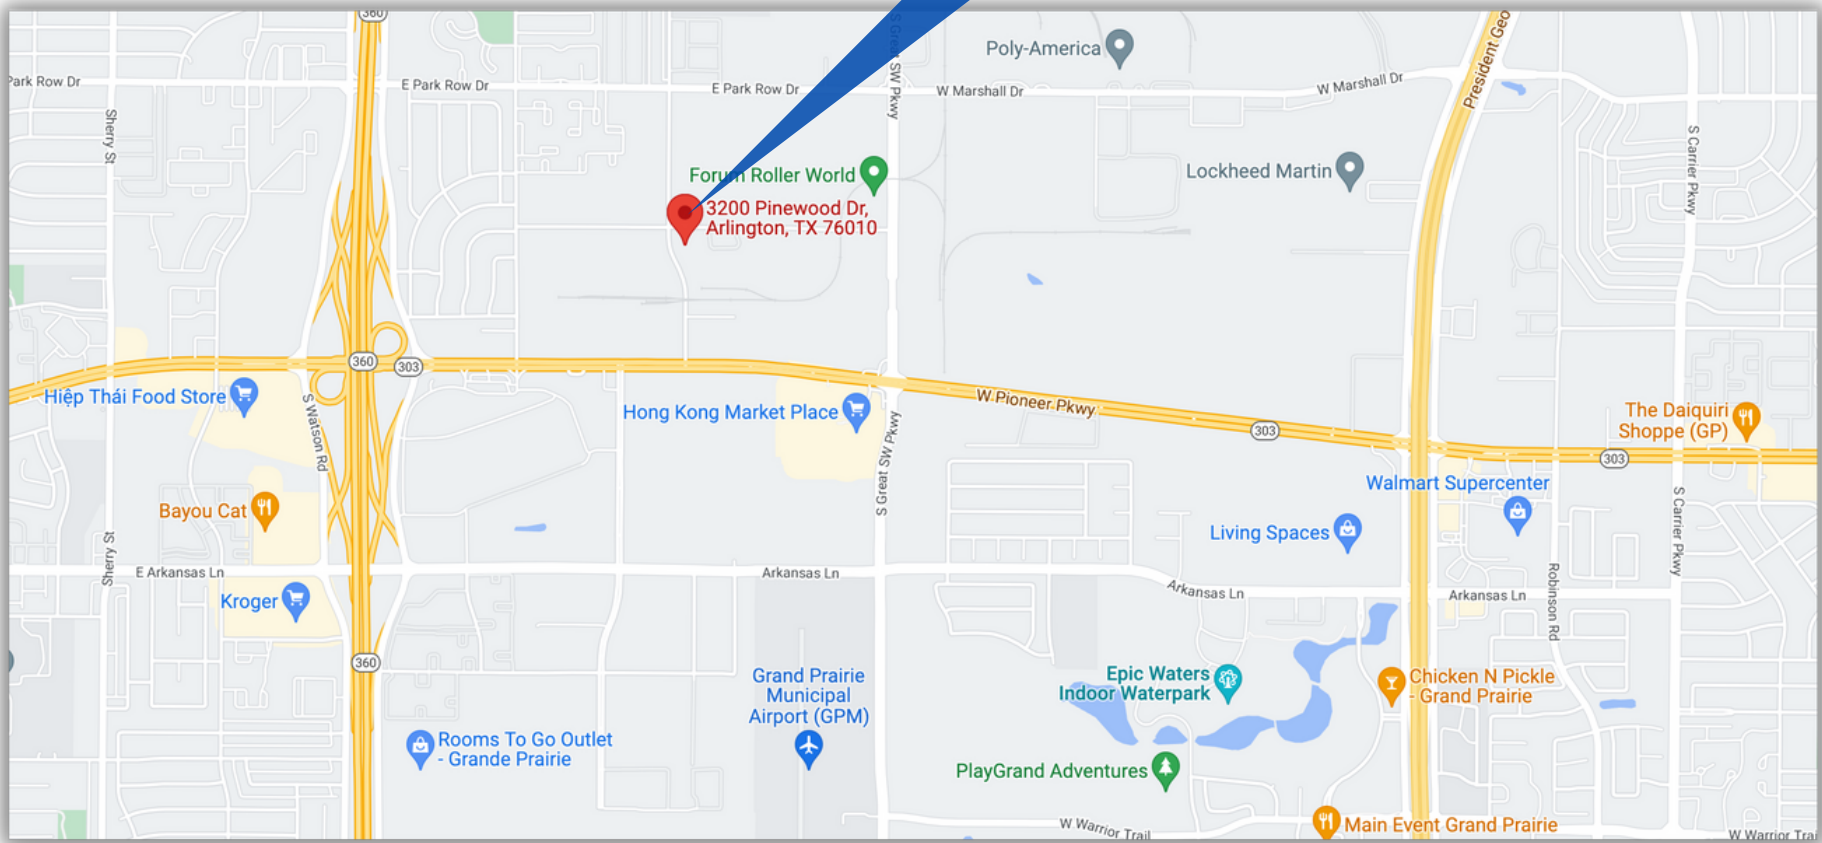 360
S Great SW Pkwy
President Geo
Poly-America
Park Row Dr
E Park Row Dr
E Park Row Dr
W Marshall Dr
W Marshall Dr
Sherry St
S Carrier Pkwy
Forum Roller World
Lockheed Martin
3200 Pinewood Dr,
Arlington, TX 76010
360
303
Hiệp Thái Food Store
S Watson Rd
Hong Kong Market Place
W Pioneer Pkwy
303
The Daiquiri
Shoppe (GP)
303
S Great SW Pkwy
Walmart Supercenter
Bayou Cat
Living Spaces
S Carrier Pkwy
Sherry St
E Arkansas Ln
Arkansas Ln
Arkansas Ln
Arkansas Ln
Robinson Rd
Kroger
360
Grand Prairie
Municipal
Airport (GPM)
Epic Waters
Indoor Waterpark
Chicken N Pickle
- Grand Prairie
Rooms To Go Outlet
- Grande Prairie
PlayGrand Adventures
W Warrior Trail
Main Event Grand Prairie
W Warrior Trai